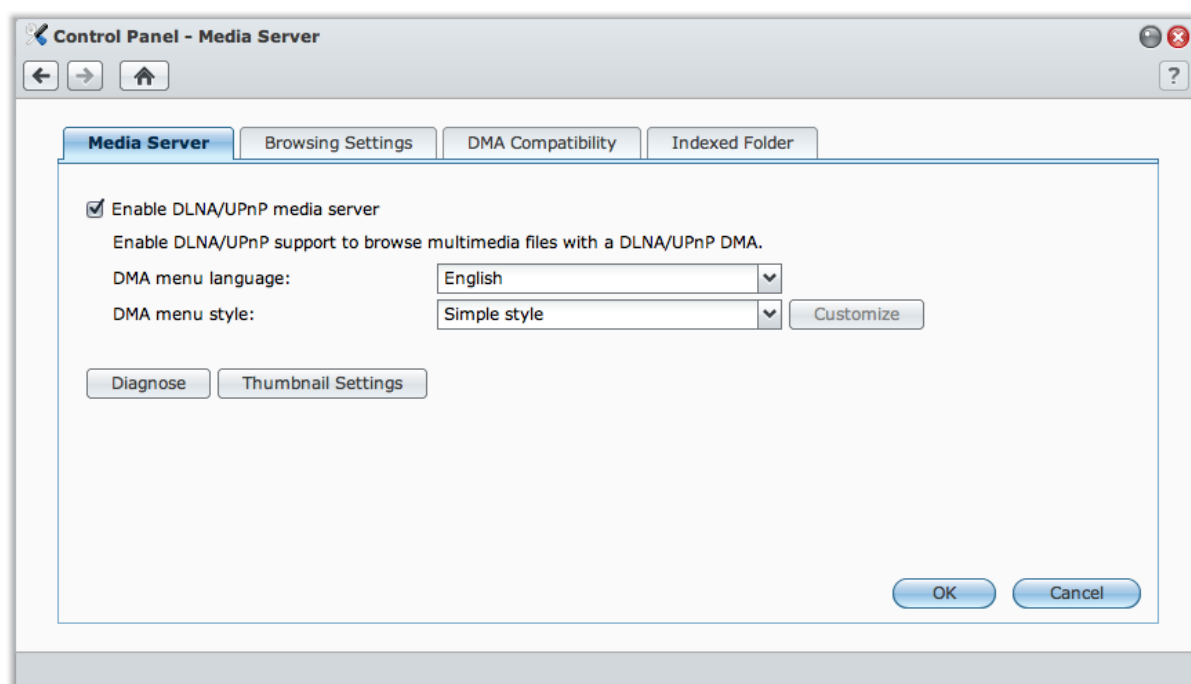 Control Panel - Media Server
?
Media Server Browsing Settings DMA Compatibility Indexed Folder
Enable DLNA/UPnP media server
Enable DLNA/UPnP support to browse multimedia files with a DLNA/UPnP DMA.
DMA menu language: English
DMA menu style: Simple style Customize
Diagnose Thumbnail Settings
OK Cancel